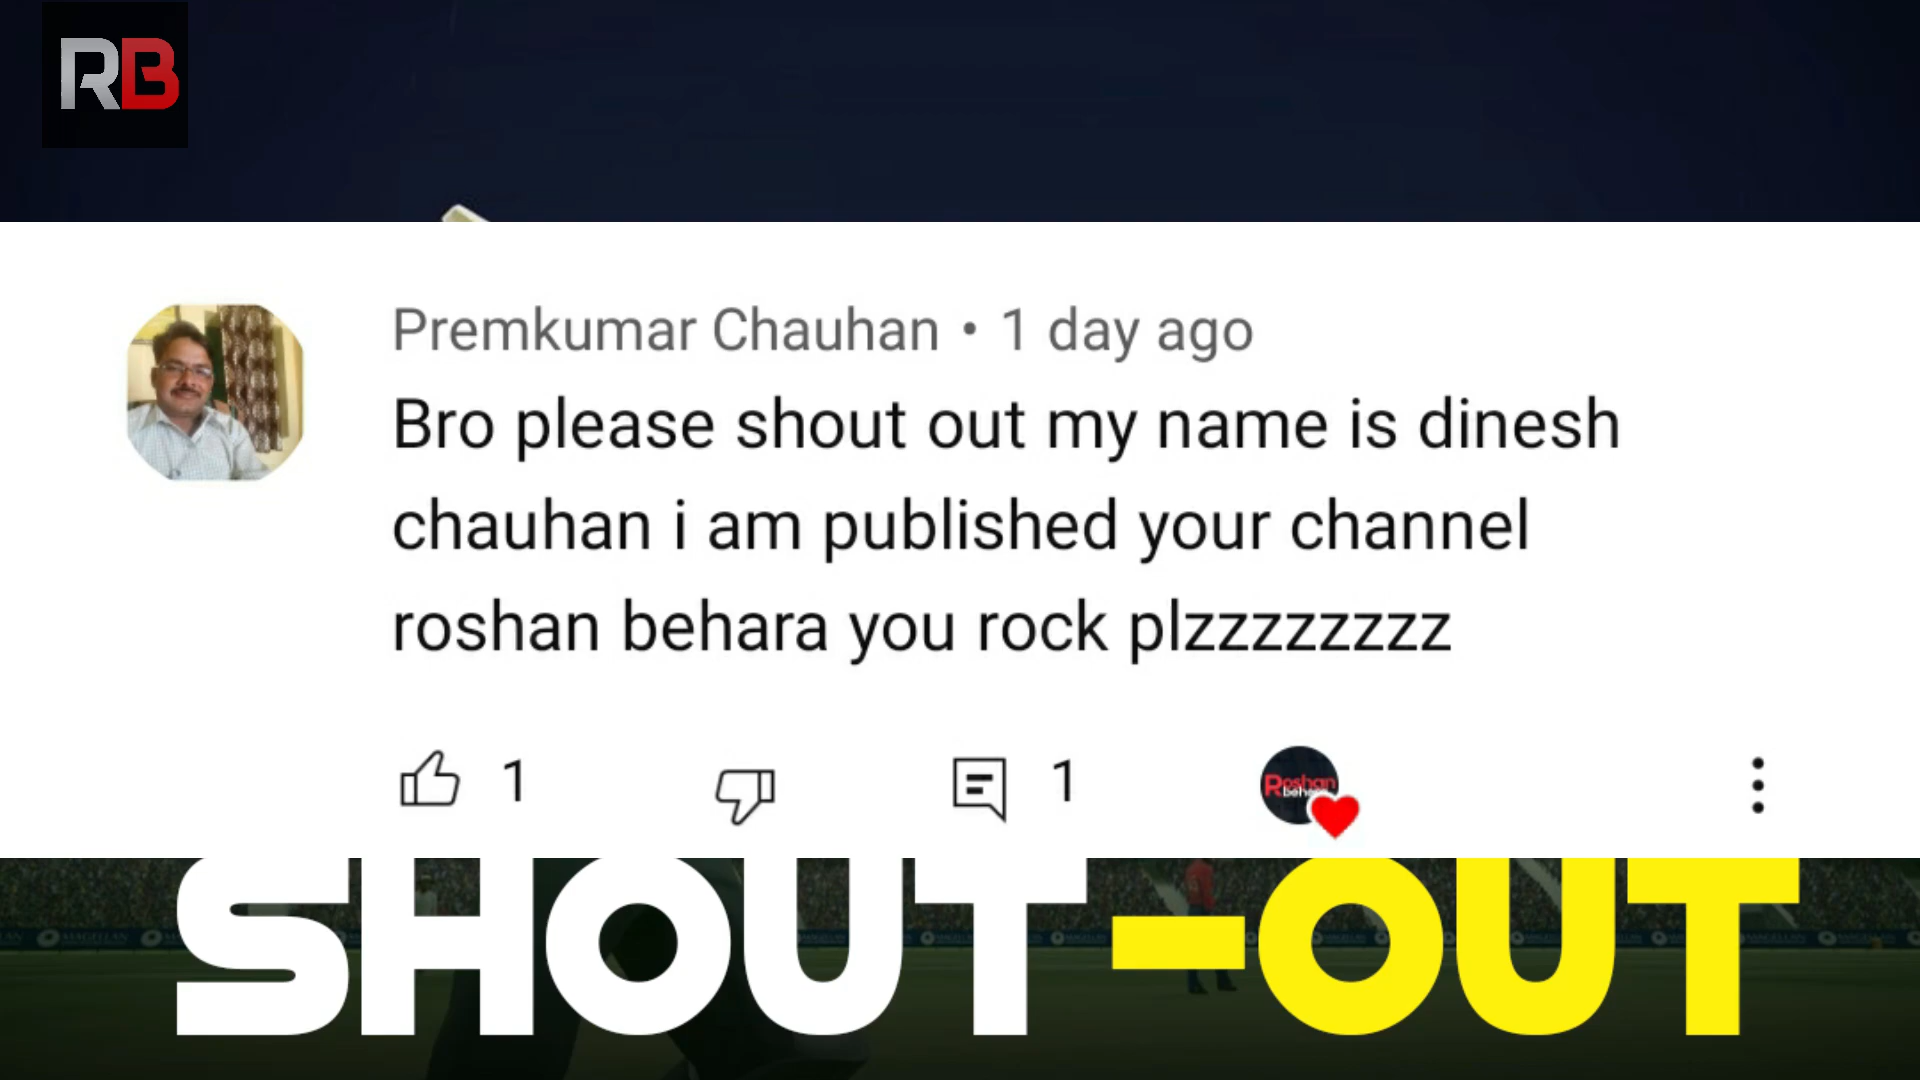 RB
Premkumar Chauhan • 1 day ago
Bro please shout out my name is dinesh
chauhan i am published your channel
roshan behara you rock plzzzzzzzz
1
1
Roshan
SHOUT-OUT